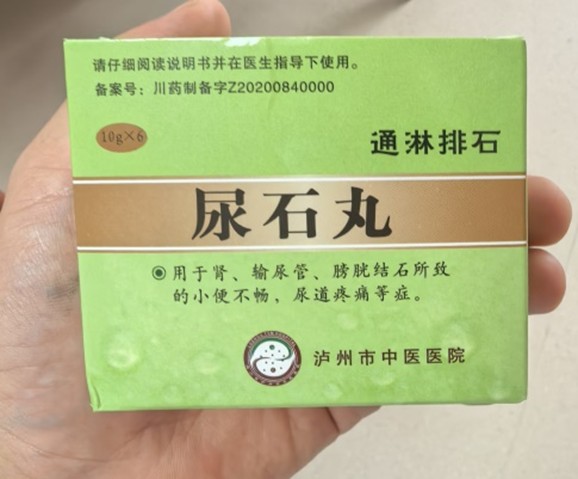 请仔细阅读说明书并在医生指导下使用。
备案号：川药制备字Z20200840000
10g×6
通淋排石
尿石丸
◉用于肾、输尿管、膀胱结石所致
的小便不畅，尿道疼痛等症。
泸州市中医医院